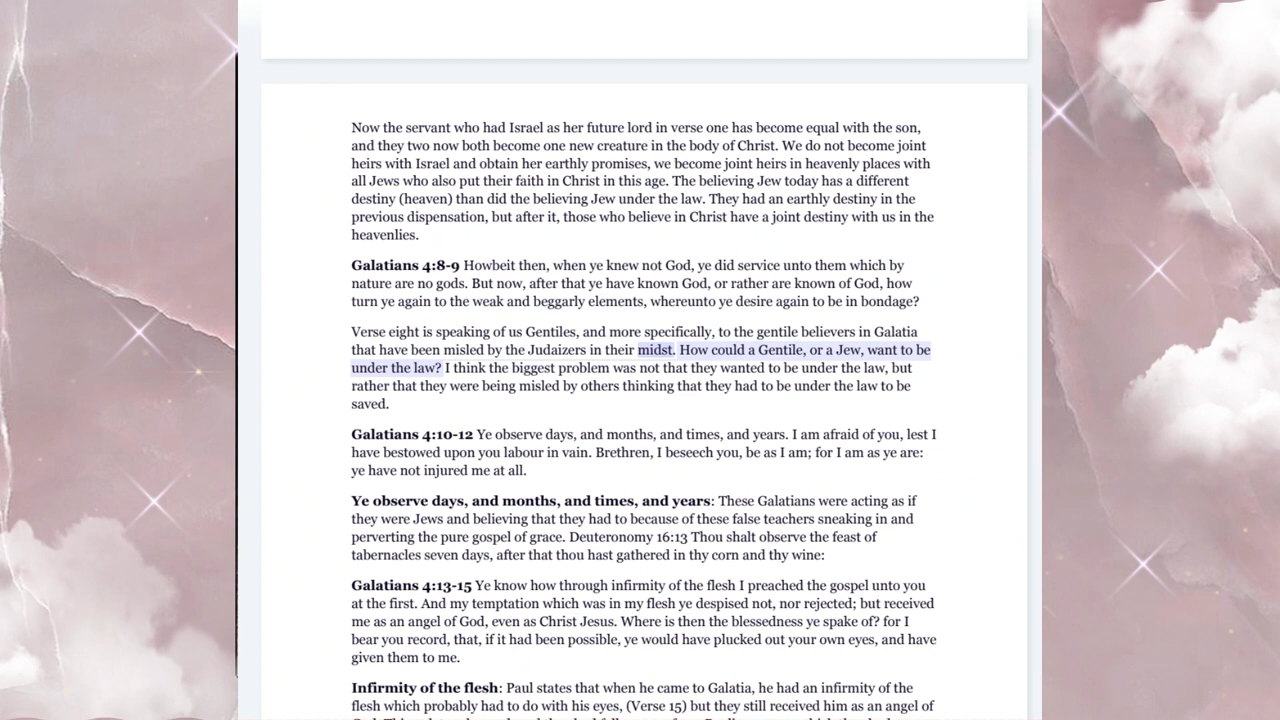 Now the servant who had Israel as her future lord in verse one has become equal with the son,
and they two now both become one new creature in the body of Christ. We do not become joint
heirs with Israel and obtain her earthly promises, we become joint heirs in heavenly places with
all Jews who also put their faith in Christ in this age. The believing Jew today has a different
destiny (heaven) than did the believing Jew under the law. They had an earthly destiny in the
previous dispensation, but after it, those who believe in Christ have a joint destiny with us in the
heavenlies.
Galatians 4:8-9 Howbeit then, when ye knew not God, ye did service unto them which by
nature are no gods. But now, after that ye have known God, or rather are known of God, how
turn ye again to the weak and beggarly elements, whereunto ye desire again to be in bondage?
Verse eight is speaking of us Gentiles, and more specifically, to the gentile believers in Galatia
that have been misled by the Judaizers in their midst. How could a Gentile, or a Jew, want to be
under the law? I think the biggest problem was not that they wanted to be under the law, but
rather that they were being misled by others thinking that they had to be under the law to be
saved.
Galatians 4:10-12 Ye observe days, and months, and times, and years. I am afraid of you, lest I
have bestowed upon you labour in vain. Brethren, I beseech you, be as I am; for I am as ye are:
ye have not injured me at all.
Ye observe days, and months, and times, and years: These Galatians were acting as if
they were Jews and believing that they had to because of these false teachers sneaking in and
perverting the pure gospel of grace. Deuteronomy 16:13 Thou shalt observe the feast of
tabernacles seven days, after that thou hast gathered in thy corn and thy wine:
Galatians 4:13-15 Ye know how through infirmity of the flesh I preached the gospel unto you
at the first. And my temptation which was in my flesh ye despised not, nor rejected; but received
me as an angel of God, even as Christ Jesus. Where is then the blessedness ye spake of? for I
bear you record, that, if it had been possible, ye would have plucked out your own eyes, and have
given them to me.
Infirmity of the flesh: Paul states that when he came to Galatia, he had an infirmity of the
flesh which probably had to do with his eyes, (Verse 15) but they still received him as an angel of